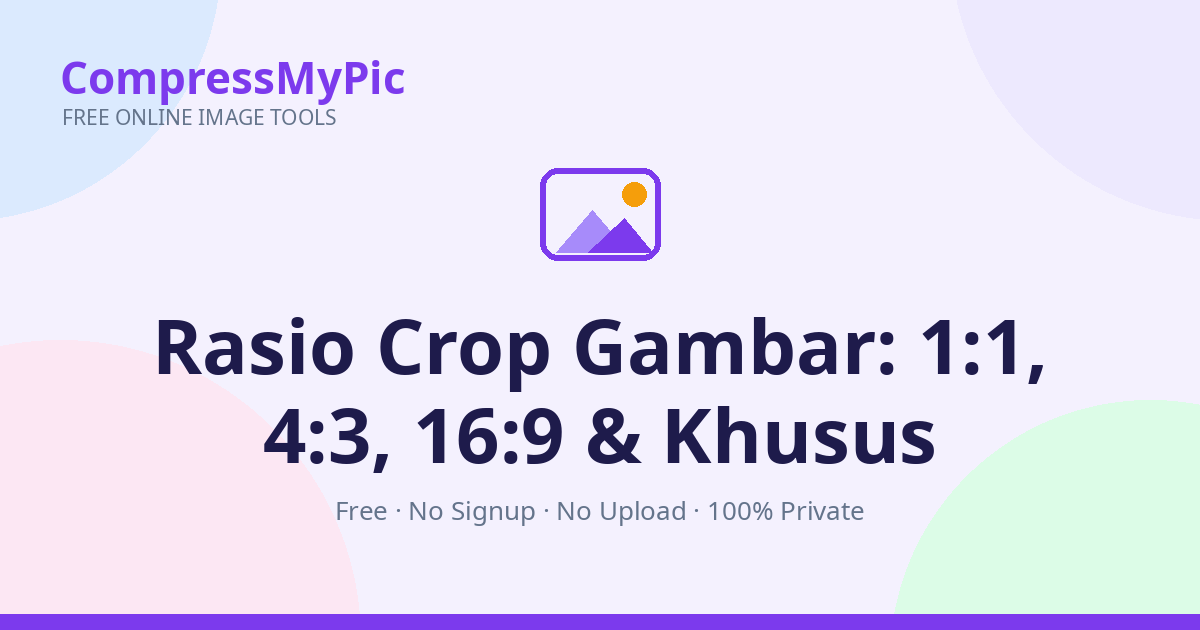 CompressMyPic
FREE ONLINE IMAGE TOOLS
Rasio Crop Gambar: 1:1,
4:3, 16:9 & Khusus
Free · No Signup · No Upload · 100% Private